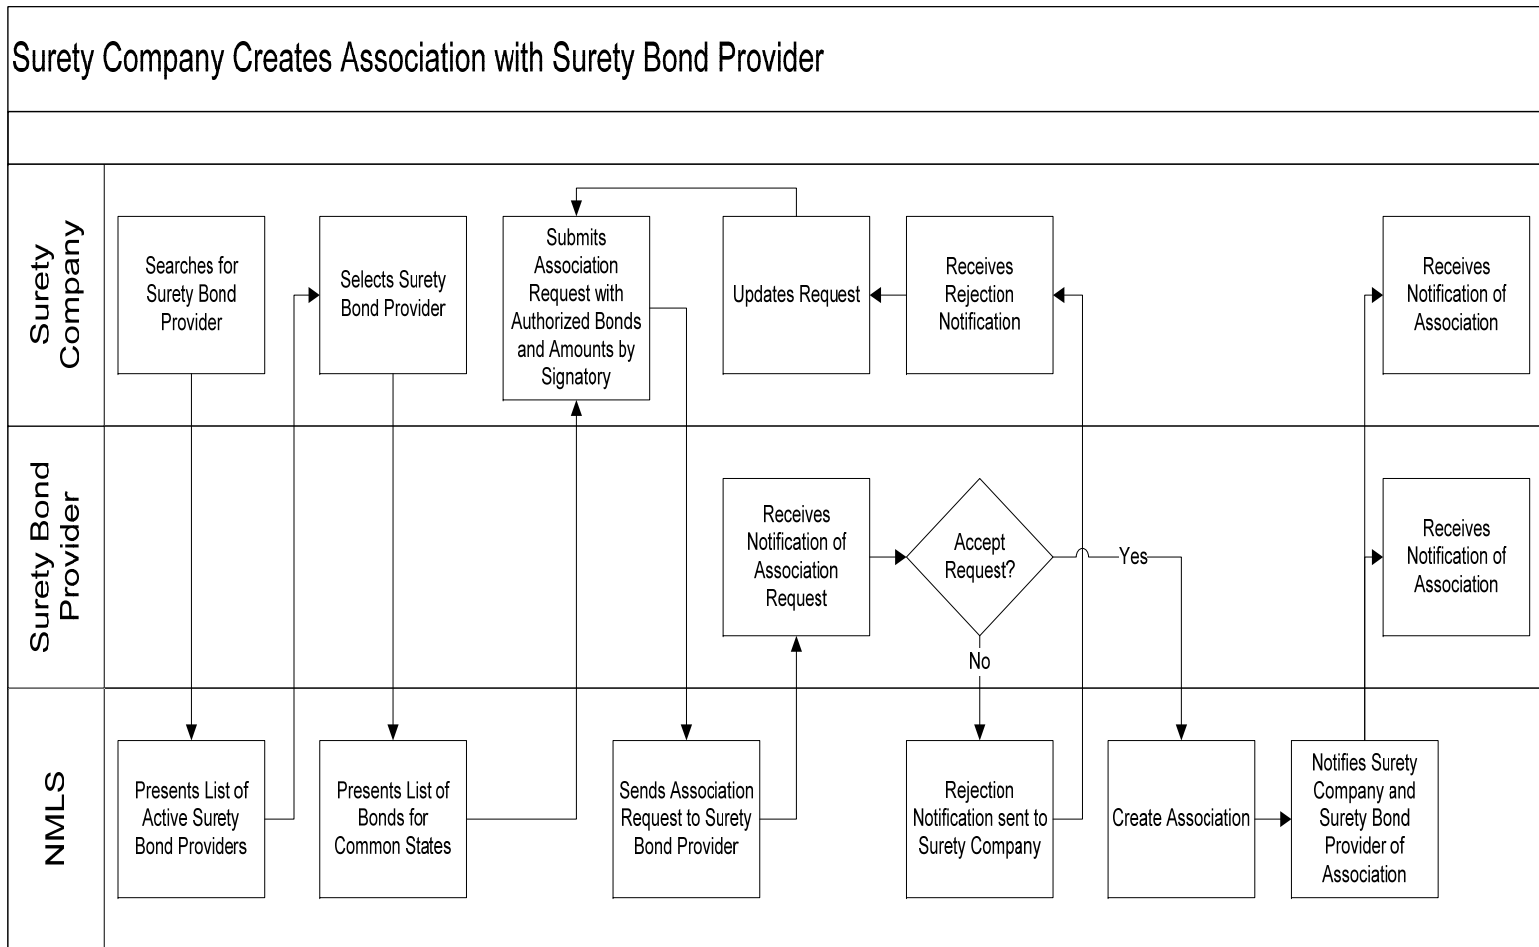 Surety Company Creates Association with Surety Bond Provider
Surety
Company
Searches for
Surety Bond
Provider
Selects Surety
Bond Provider
Submits
Association
Request with
Authorized Bonds
and Amounts by
Signatory
Updates Request
Receives
Rejection
Notification
Receives
Notification of
Association
Surety Bond
Provider
Receives
Notification of
Association
Request
Accept
Request?
Yes
No
Receives
Notification of
Association
NMLS
Presents List of
Active Surety
Bond Providers
Presents List of
Bonds for
Common States
Sends Association
Request to Surety
Bond Provider
Rejection
Notification sent to
Surety Company
Create Association
Notifies Surety
Company and
Surety Bond
Provider of
Association